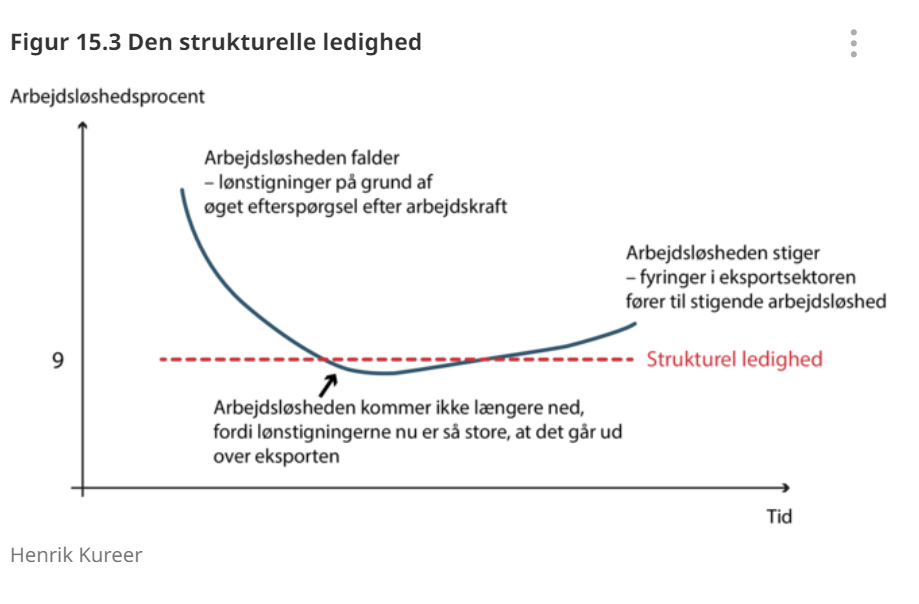 Figur 15.3 Den strukturelle ledighed
Arbejdsløshedsprocent
Arbejdsløsheden falder
– lønstigninger på grund af
øget efterspørgsel efter arbejdskraft
Arbejdsløsheden stiger
– fyringer i eksportsektoren
fører til stigende arbejdsløshed
9
Strukturel ledighed
Arbejdsløsheden kommer ikke længere ned,
fordi lønstigningerne nu er så store, at det går ud
over eksporten
Tid
Henrik Kureer